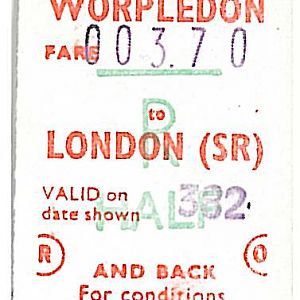 WORPLEDON
FARE 003.70
R
to
LONDON (SR)
VALID on
date shown 382
HALF
R O
AND BACK
For conditions